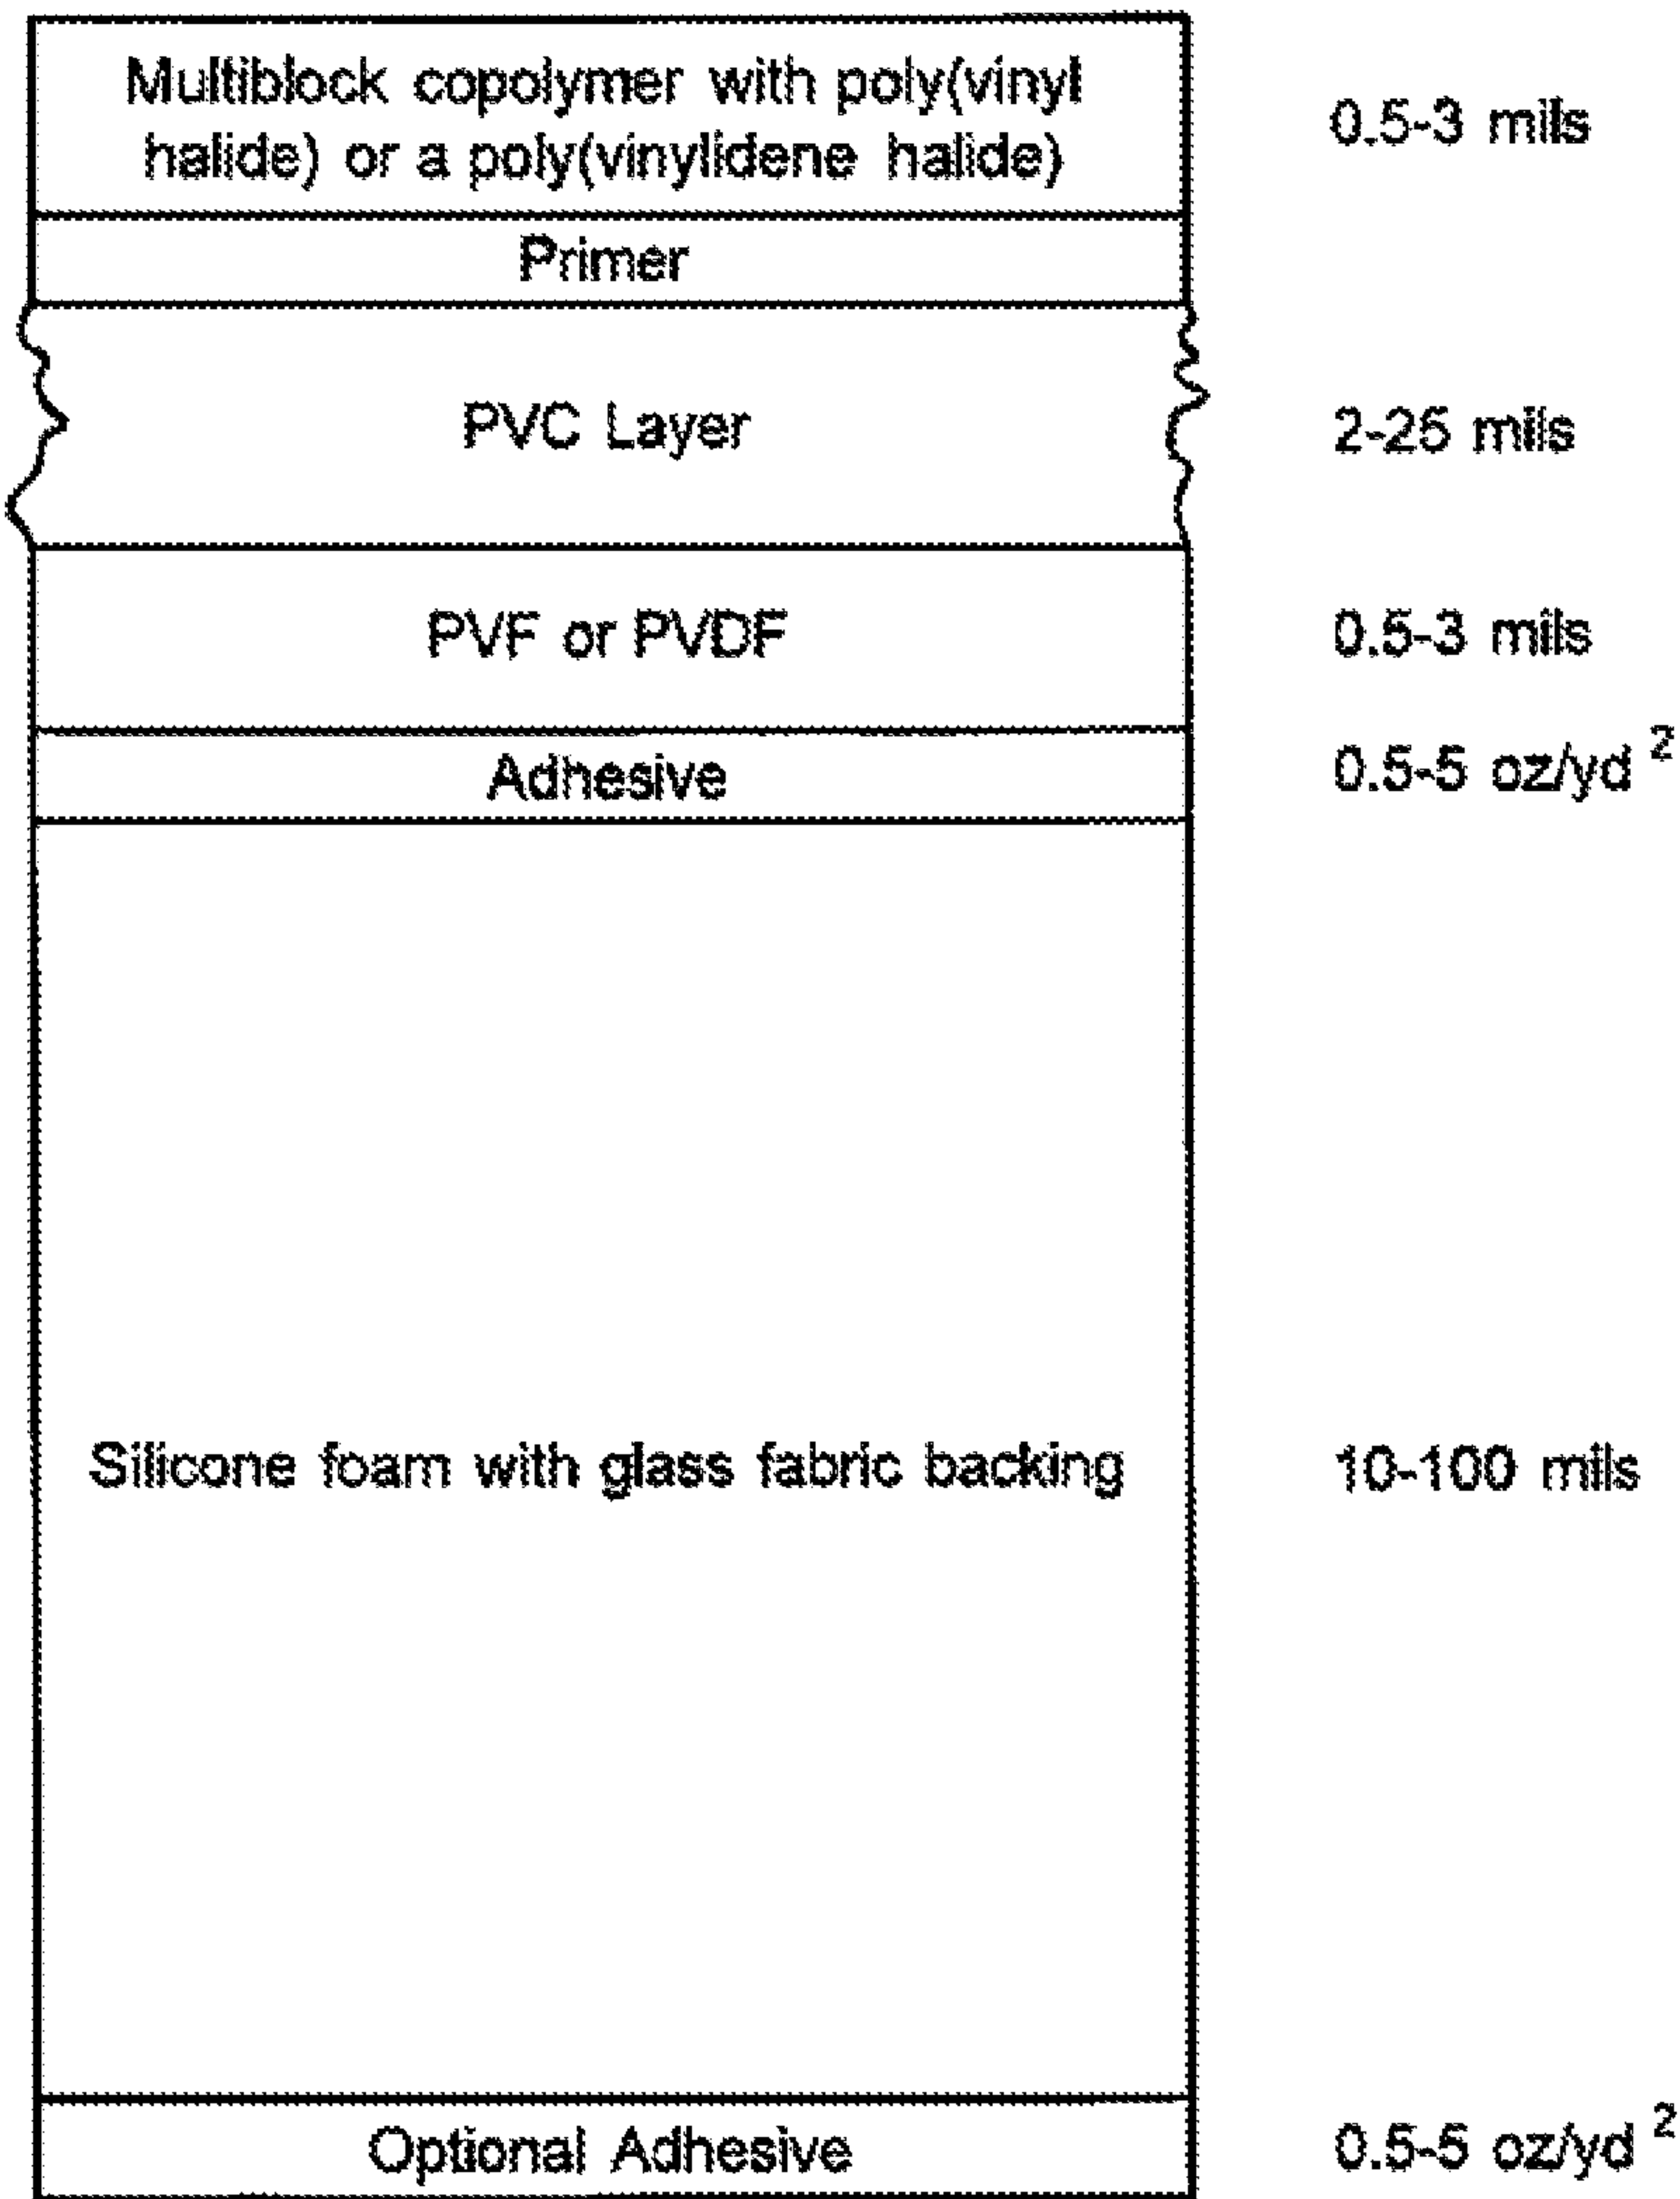 Multiblock copolymer with poly(vinyl
halide) or a poly(vinylidene halide)
0.5-3 mils
Primer
PVC Layer
2-25 mils
PVF or PVDF
0.5-3 mils
Adhesive
0.5-5 oz/yd 2
Silicone foam with glass fabric backing
10-100 mils
Optional Adhesive
0.5-5 oz/yd 2